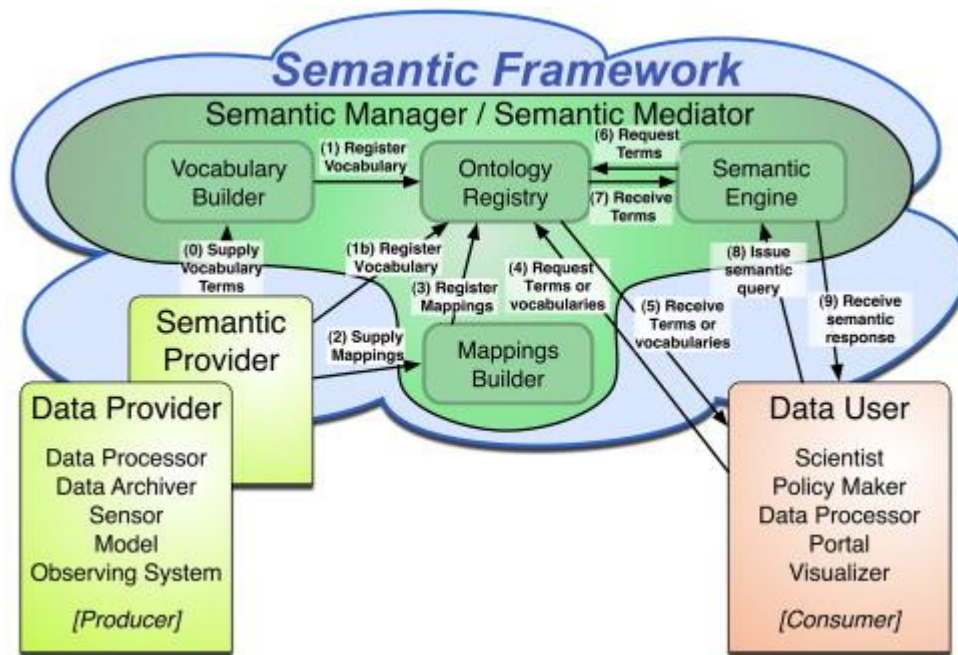 Semantic Framework
Semantic Manager / Semantic Mediator
Vocabulary
Builder
(1) Register
Vocabulary
Ontology
Registry
(6) Request
Terms
(7) Receive
Terms
Semantic
Engine
(0) Supply
Vocabulary
Terms
(1b) Register
Vocabulary
(3) Register
Mappings
(4) Request
Terms or
vocabularies
(5) Receive
Terms or
vocabularies
(8) Issue
semantic
query
(9) Receive
semantic
response
Semantic
Provider
(2) Supply
Mappings
Mappings
Builder
Data Provider
Data Processor
Data Archiver
Sensor
Model
Observing System
[Producer]
Data User
Scientist
Policy Maker
Data Processor
Portal
Visualizer
[Consumer]